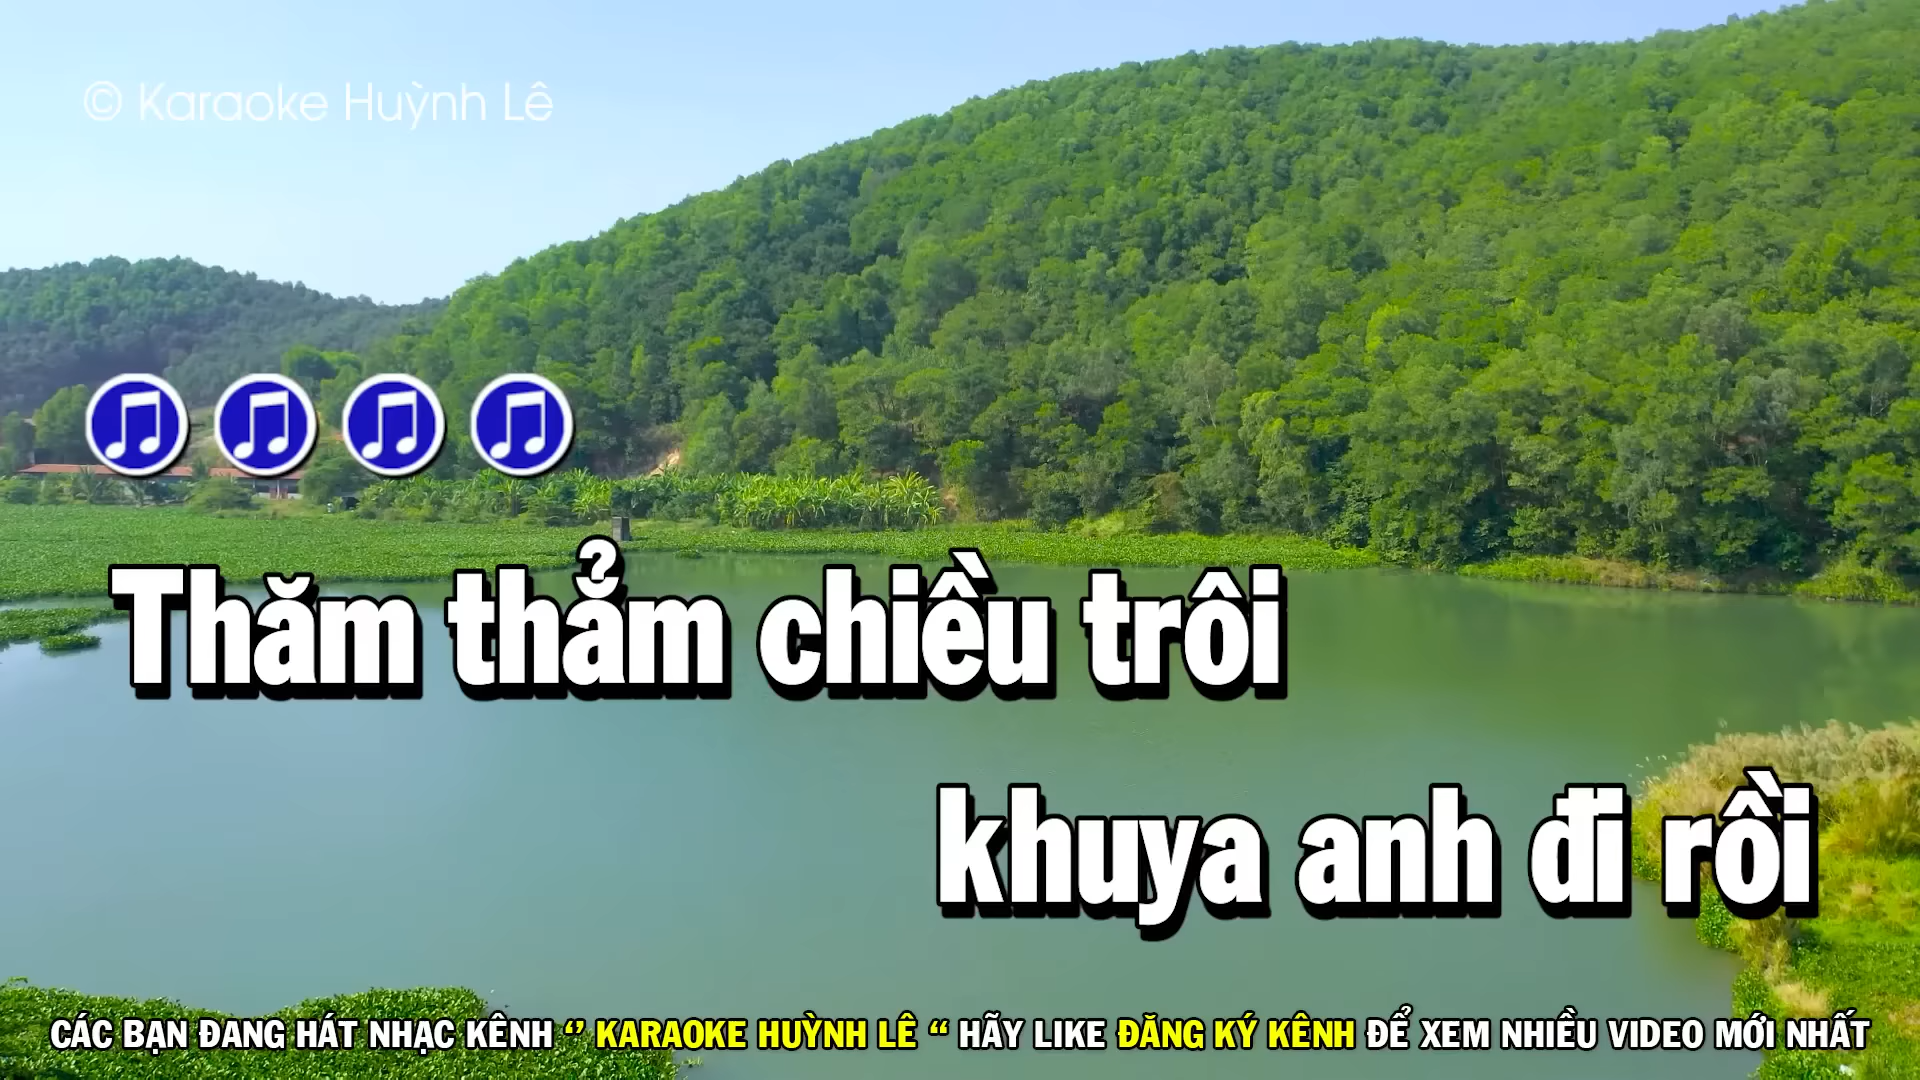 © Karaoke Huỳnh Lê
Thăm thẳm chiều trôi
khuya anh đi rồi
CÁC BẠN ĐANG HÁT NHẠC KÊNH “ KARAOKE HUỲNH LÊ “ HÃY LIKE ĐĂNG KÝ KÊNH ĐỂ XEM NHIỀU VIDEO MỚI NHẤT